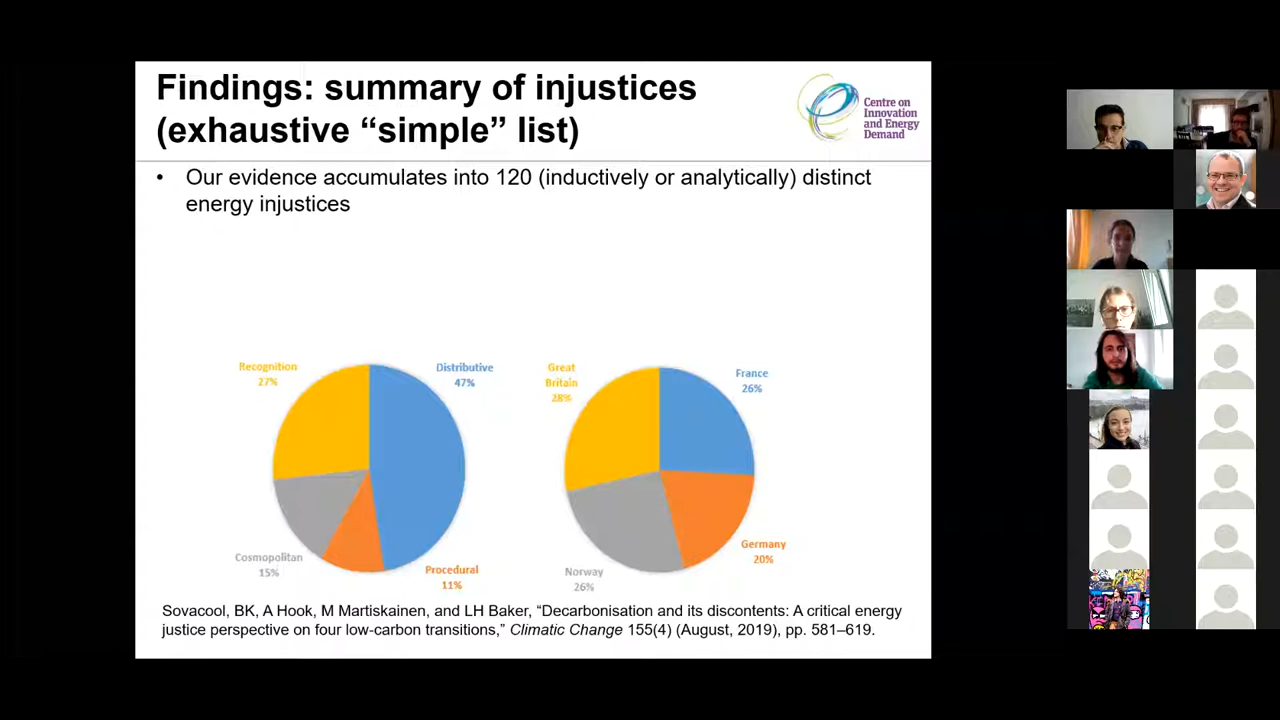 Findings: summary of injustices
(exhaustive “simple” list)
Centre on
Innovation
and Energy
Demand
• Our evidence accumulates into 120 (inductively or analytically) distinct
energy injustices
Recognition
27%
Distributive
47%
Cosmopolitan
15%
Procedural
11%
Great
Britain
28%
France
26%
Norway
26%
Germany
20%
Sovacool, BK, A Hook, M Martiskainen, and LH Baker, “Decarbonisation and its discontents: A critical energy
justice perspective on four low-carbon transitions,” Climatic Change 155(4) (August, 2019), pp. 581–619.